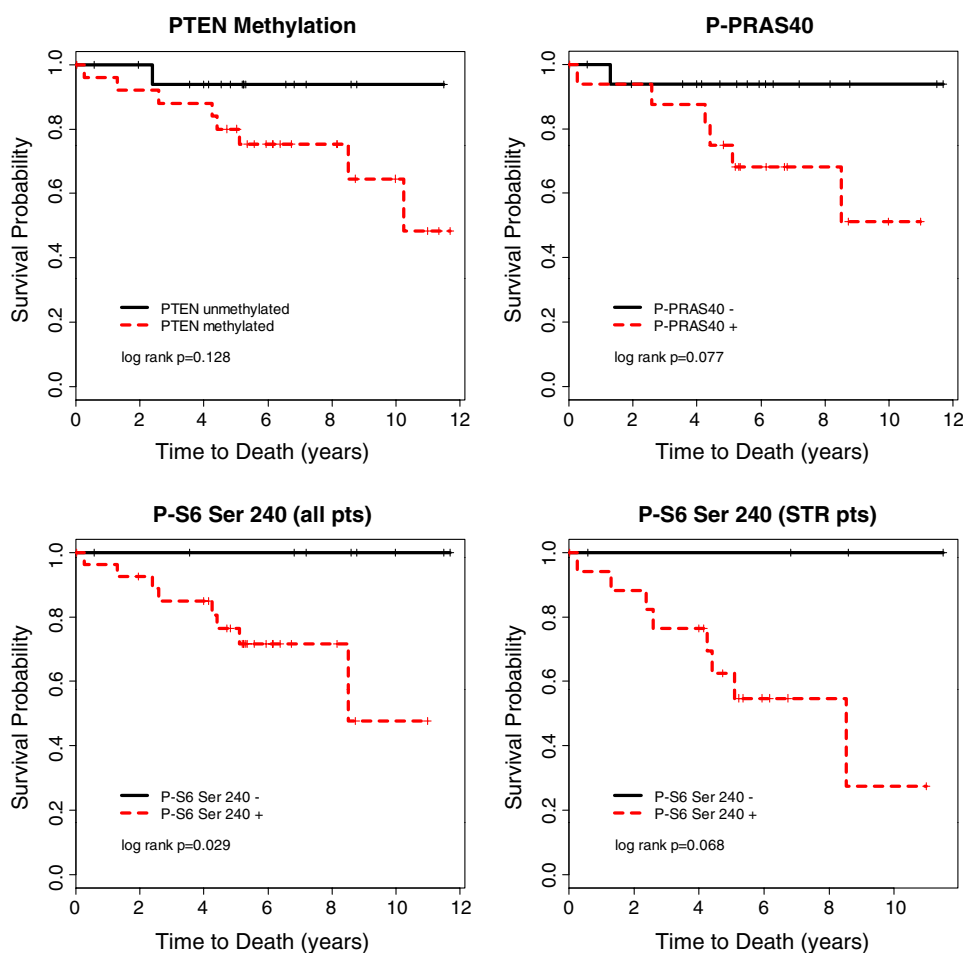 PTEN Methylation
Survival Probability
0.0 0.2 0.4 0.6 0.8 1.0
PTEN unmethylated
PTEN methylated
log rank p=0.128
0 2 4 6 8 10 12
Time to Death (years)
P-PRAS40
Survival Probability
0.0 0.2 0.4 0.6 0.8 1.0
P-PRAS40 -
P-PRAS40 +
log rank p=0.077
0 2 4 6 8 10 12
Time to Death (years)
P-S6 Ser 240 (all pts)
Survival Probability
0.0 0.2 0.4 0.6 0.8 1.0
P-S6 Ser 240 -
P-S6 Ser 240 +
log rank p=0.029
0 2 4 6 8 10 12
Time to Death (years)
P-S6 Ser 240 (STR pts)
Survival Probability
0.0 0.2 0.4 0.6 0.8 1.0
P-S6 Ser 240 -
P-S6 Ser 240 +
log rank p=0.068
0 2 4 6 8 10
Time to Death (years)